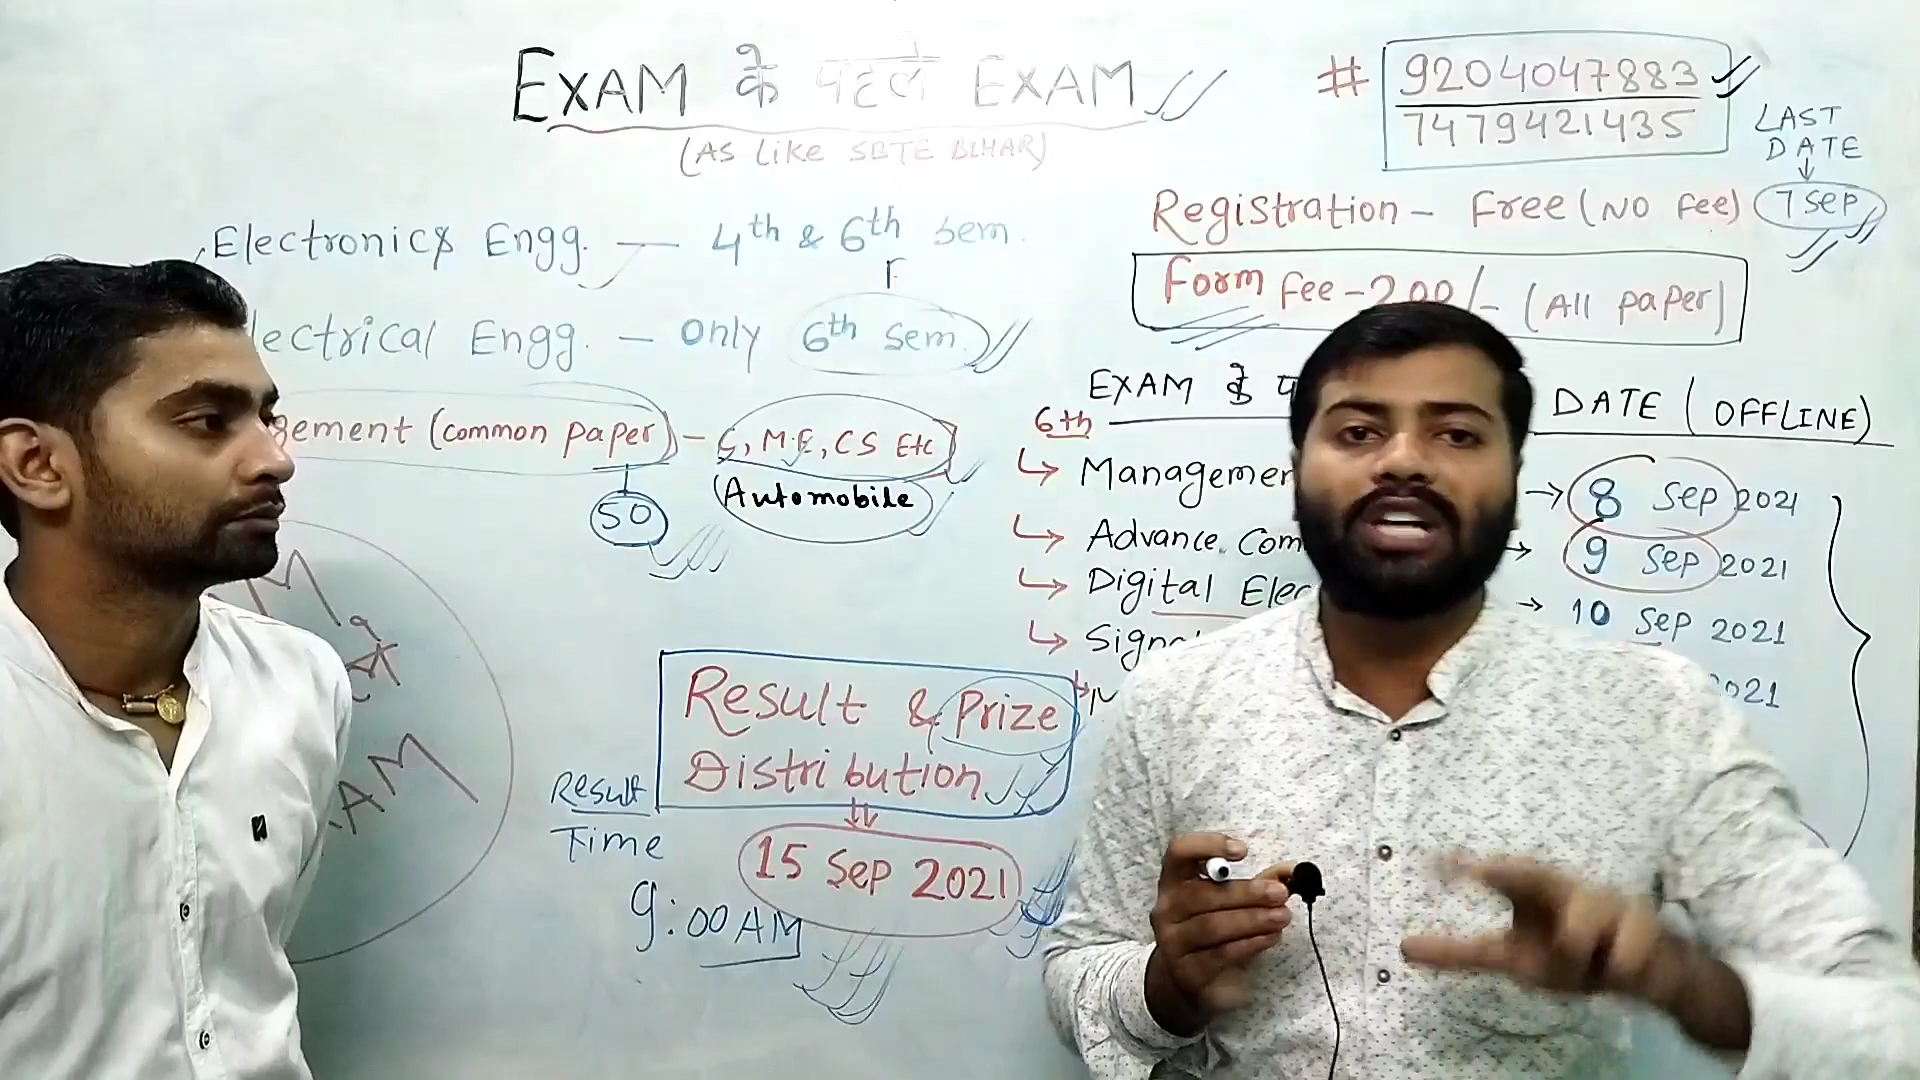 EXAM के पहले EXAM
(AS Like SBTE BIHAR)
# 9204047883
7479421435
LAST
DATE
Registration - Free (NO Fee) 7 Sep
Form Fee - 200/- (All paper)
Electronics Engg. — 4th & 6th Sem.
lectrical Engg. — Only 6th Sem.
gement (common paper) - C, M.E, CS Etc
50
Automobile
EXAM के प DATE (OFFLINE)
6th
Managemen → 8 Sep 2021
Advance. Com → 9 Sep 2021
Digital Elec → 10 Sep 2021
Sign
2021
Result & Prize
Distribution
Result
Time
15 Sep 2021
9:00 AM
AM